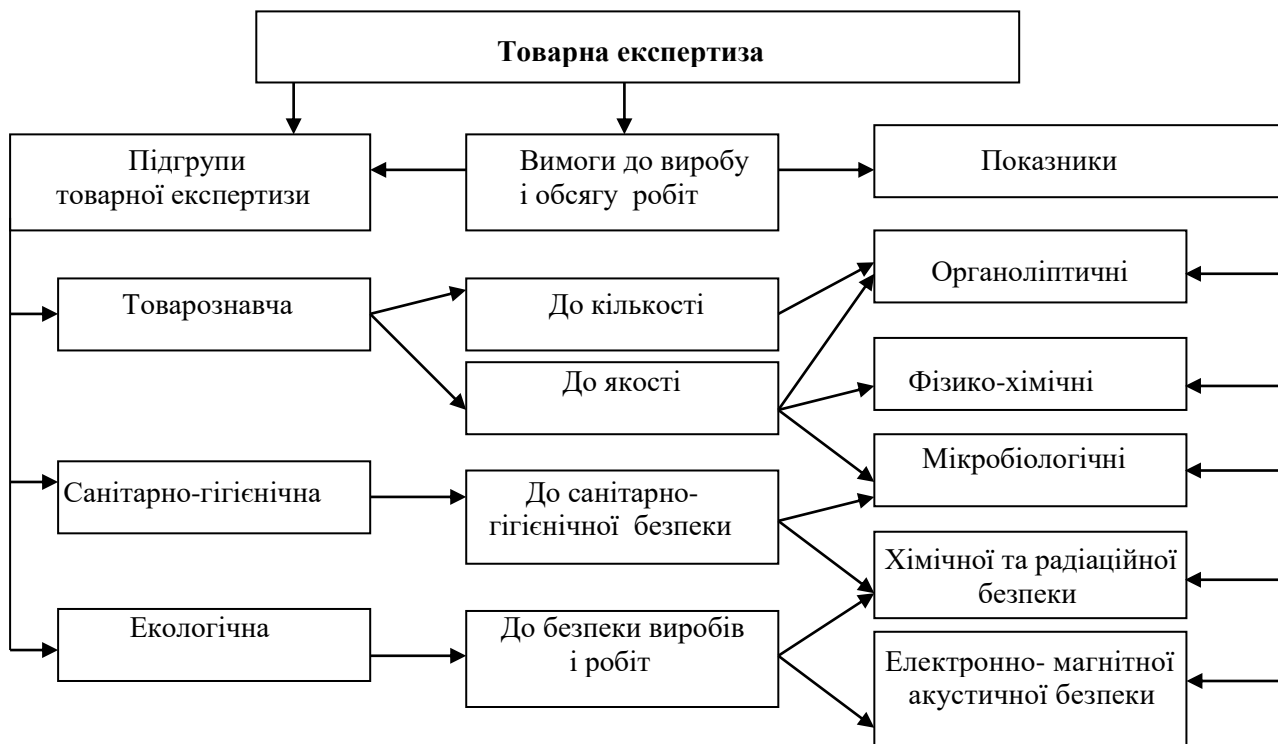 Товарна експертиза
Підгрупи
товарної експертизи
Вимоги до виробу
і обсягу робіт
Показники
Товарознавча
До кількості
Органоліптичні
До якості
Фізико-хімічні
Мікробіологічні
Санітарно-гігієнічна
До санітарно-
гігієнічної безпеки
Хімічної та радіаційної
безпеки
Екологічна
До безпеки виробів
і робіт
Електронно- магнітної
акустичної безпеки